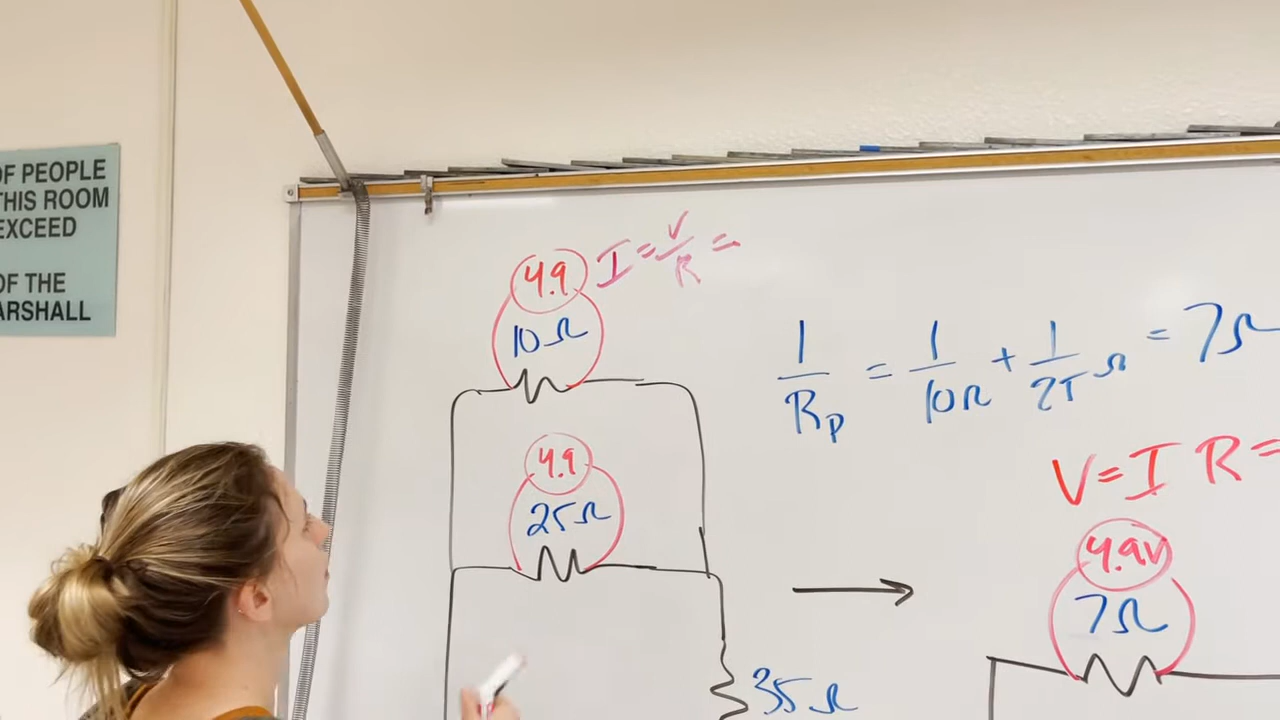 OF PEOPLE
THIS ROOM
EXCEED
OF THE
ARSHALL
4.9
I = V/R =
10Ω
1/Rp = 1/10Ω + 1/25 Ω = 7Ω
4.9
25Ω
V = I R =
4.9V
7Ω
35Ω